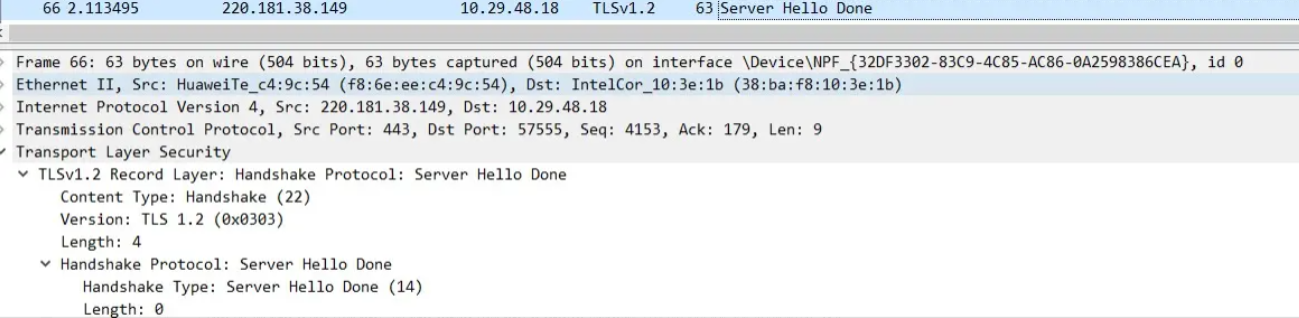 66 2.113495 220.181.38.149 10.29.48.18 TLSv1.2 63 Server Hello Done
Frame 66: 63 bytes on wire (504 bits), 63 bytes captured (504 bits) on interface \Device\NPF_{32DF3302-83C9-4C85-AC86-0A2598386CEA}, id 0
Ethernet II, Src: HuaweiTe_c4:9c:54 (f8:6e:ee:c4:9c:54), Dst: IntelCor_10:3e:1b (38:ba:f8:10:3e:1b)
Internet Protocol Version 4, Src: 220.181.38.149, Dst: 10.29.48.18
Transmission Control Protocol, Src Port: 443, Dst Port: 57555, Seq: 4153, Ack: 179, Len: 9
Transport Layer Security
TLSv1.2 Record Layer: Handshake Protocol: Server Hello Done
Content Type: Handshake (22)
Version: TLS 1.2 (0x0303)
Length: 4
Handshake Protocol: Server Hello Done
Handshake Type: Server Hello Done (14)
Length: 0